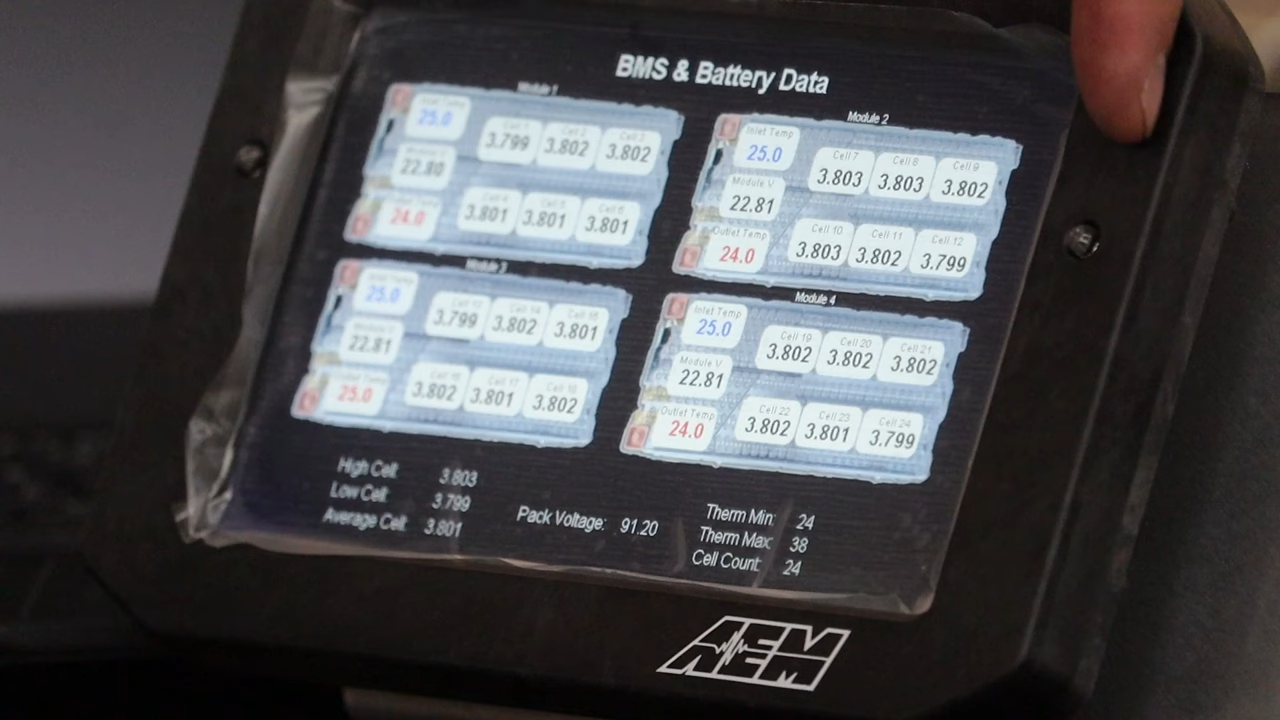 BMS & Battery Data
Module 1
Inlet Temp
25.0
Module V
22.80
24.0
Cell 1
3.799
Cell 2
3.802
Cell 3
3.802
Cell 4
3.801
Cell 5
3.801
Cell 6
3.801
Module 2
Inlet Temp
25.0
Module V
22.81
Outlet Temp
24.0
Cell 7
3.803
Cell 8
3.803
Cell 9
3.802
Cell 10
3.803
Cell 11
3.802
Cell 12
3.799
Module 3
Inlet Temp
25.0
Module V
22.81
Outlet Temp
25.0
Cell 13
3.799
Cell 14
3.802
Cell 15
3.801
Cell 16
3.802
Cell 17
3.801
Cell 18
3.802
Module 4
Inlet Temp
25.0
Module V
22.81
Outlet Temp
24.0
Cell 19
3.802
Cell 20
3.802
Cell 21
3.802
Cell 22
3.802
Cell 23
3.801
Cell 24
3.799
High Cell: 3.803
Low Cell: 3.799
Average Cell: 3.801
Pack Voltage: 91.20
Therm Min: 24
Therm Max: 38
Cell Count: 24
AEM